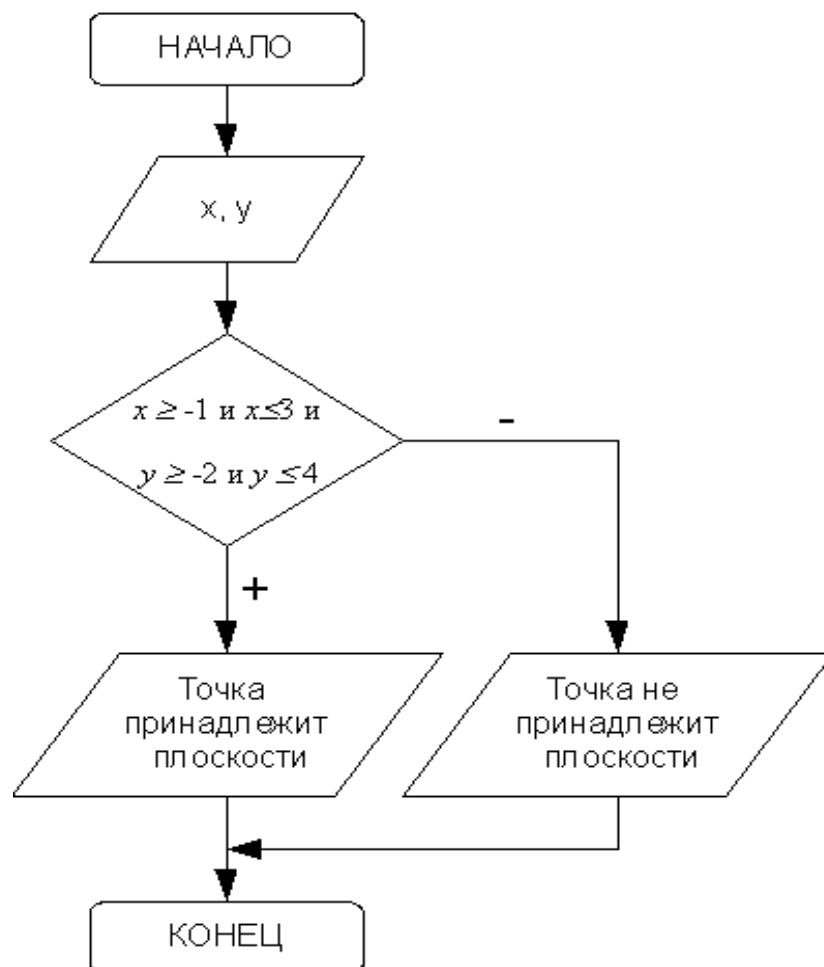 НАЧАЛО
x, y
x ≥ -1 и x≤3 и
y ≥ -2 и y ≤4
-
+
Точка
принадлежит
плоскости
Точка не
принадлежит
плоскости
КОНЕЦ